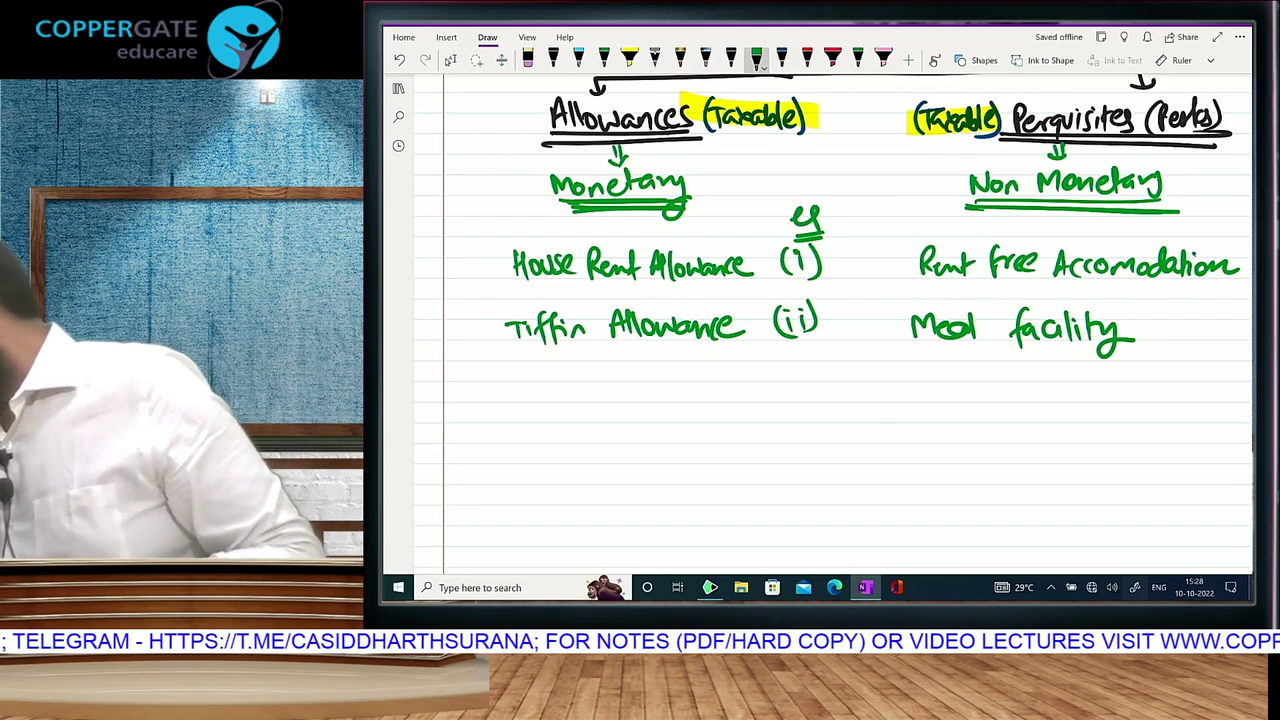 COPPERGATE
educare
Home Insert Draw View Help
Saved offline
Share
Shapes
Ink to Shape
Ink to Text
Ruler
Allowances (Taxable)
(Taxable) Perquisites (Perks)
Monetary
Non Monetary
eg
House Rent Allowance (i) Rent free Accomodation
Tiffin Allowance (ii) Meal facility
Type here to search
29°C
ENG
15:28
10-10-2022
; TELEGRAM - HTTPS://T.ME/CASIDDHARTHSURANA; FOR NOTES (PDF/HARD COPY) OR VIDEO LECTURES VISIT WWW.COPP